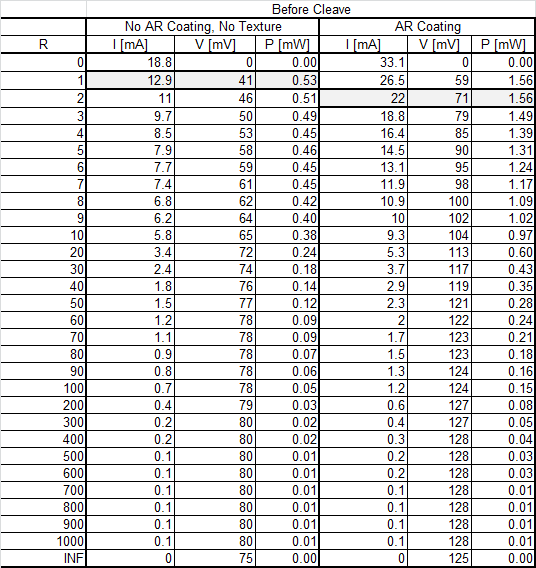 Before Cleave
No AR Coating, No Texture AR Coating
R I [mA] V [mV] P [mW] I [mA] V [mV] P [mW]
0 18.8 0 0.00 33.1 0 0.00
1 12.9 41 0.53 26.5 59 1.56
2 11 46 0.51 22 71 1.56
3 9.7 50 0.49 18.8 79 1.49
4 8.5 53 0.45 16.4 85 1.39
5 7.9 58 0.46 14.5 90 1.31
6 7.7 59 0.45 13.1 95 1.24
7 7.4 61 0.45 11.9 98 1.17
8 6.8 62 0.42 10.9 100 1.09
9 6.2 64 0.40 10 102 1.02
10 5.8 65 0.38 9.3 104 0.97
20 3.4 72 0.24 5.3 113 0.60
30 2.4 74 0.18 3.7 117 0.43
40 1.8 76 0.14 2.9 119 0.35
50 1.5 77 0.12 2.3 121 0.28
60 1.2 78 0.09 2 122 0.24
70 1.1 78 0.09 1.7 123 0.21
80 0.9 78 0.07 1.5 123 0.18
90 0.8 78 0.06 1.3 124 0.16
100 0.7 78 0.05 1.2 124 0.15
200 0.4 79 0.03 0.6 127 0.08
300 0.2 80 0.02 0.4 127 0.05
400 0.2 80 0.02 0.3 128 0.04
500 0.1 80 0.01 0.2 128 0.03
600 0.1 80 0.01 0.2 128 0.03
700 0.1 80 0.01 0.1 128 0.01
800 0.1 80 0.01 0.1 128 0.01
900 0.1 80 0.01 0.1 128 0.01
1000 0.1 80 0.01 0.1 128 0.01
INF 0 75 0.00 0 125 0.00